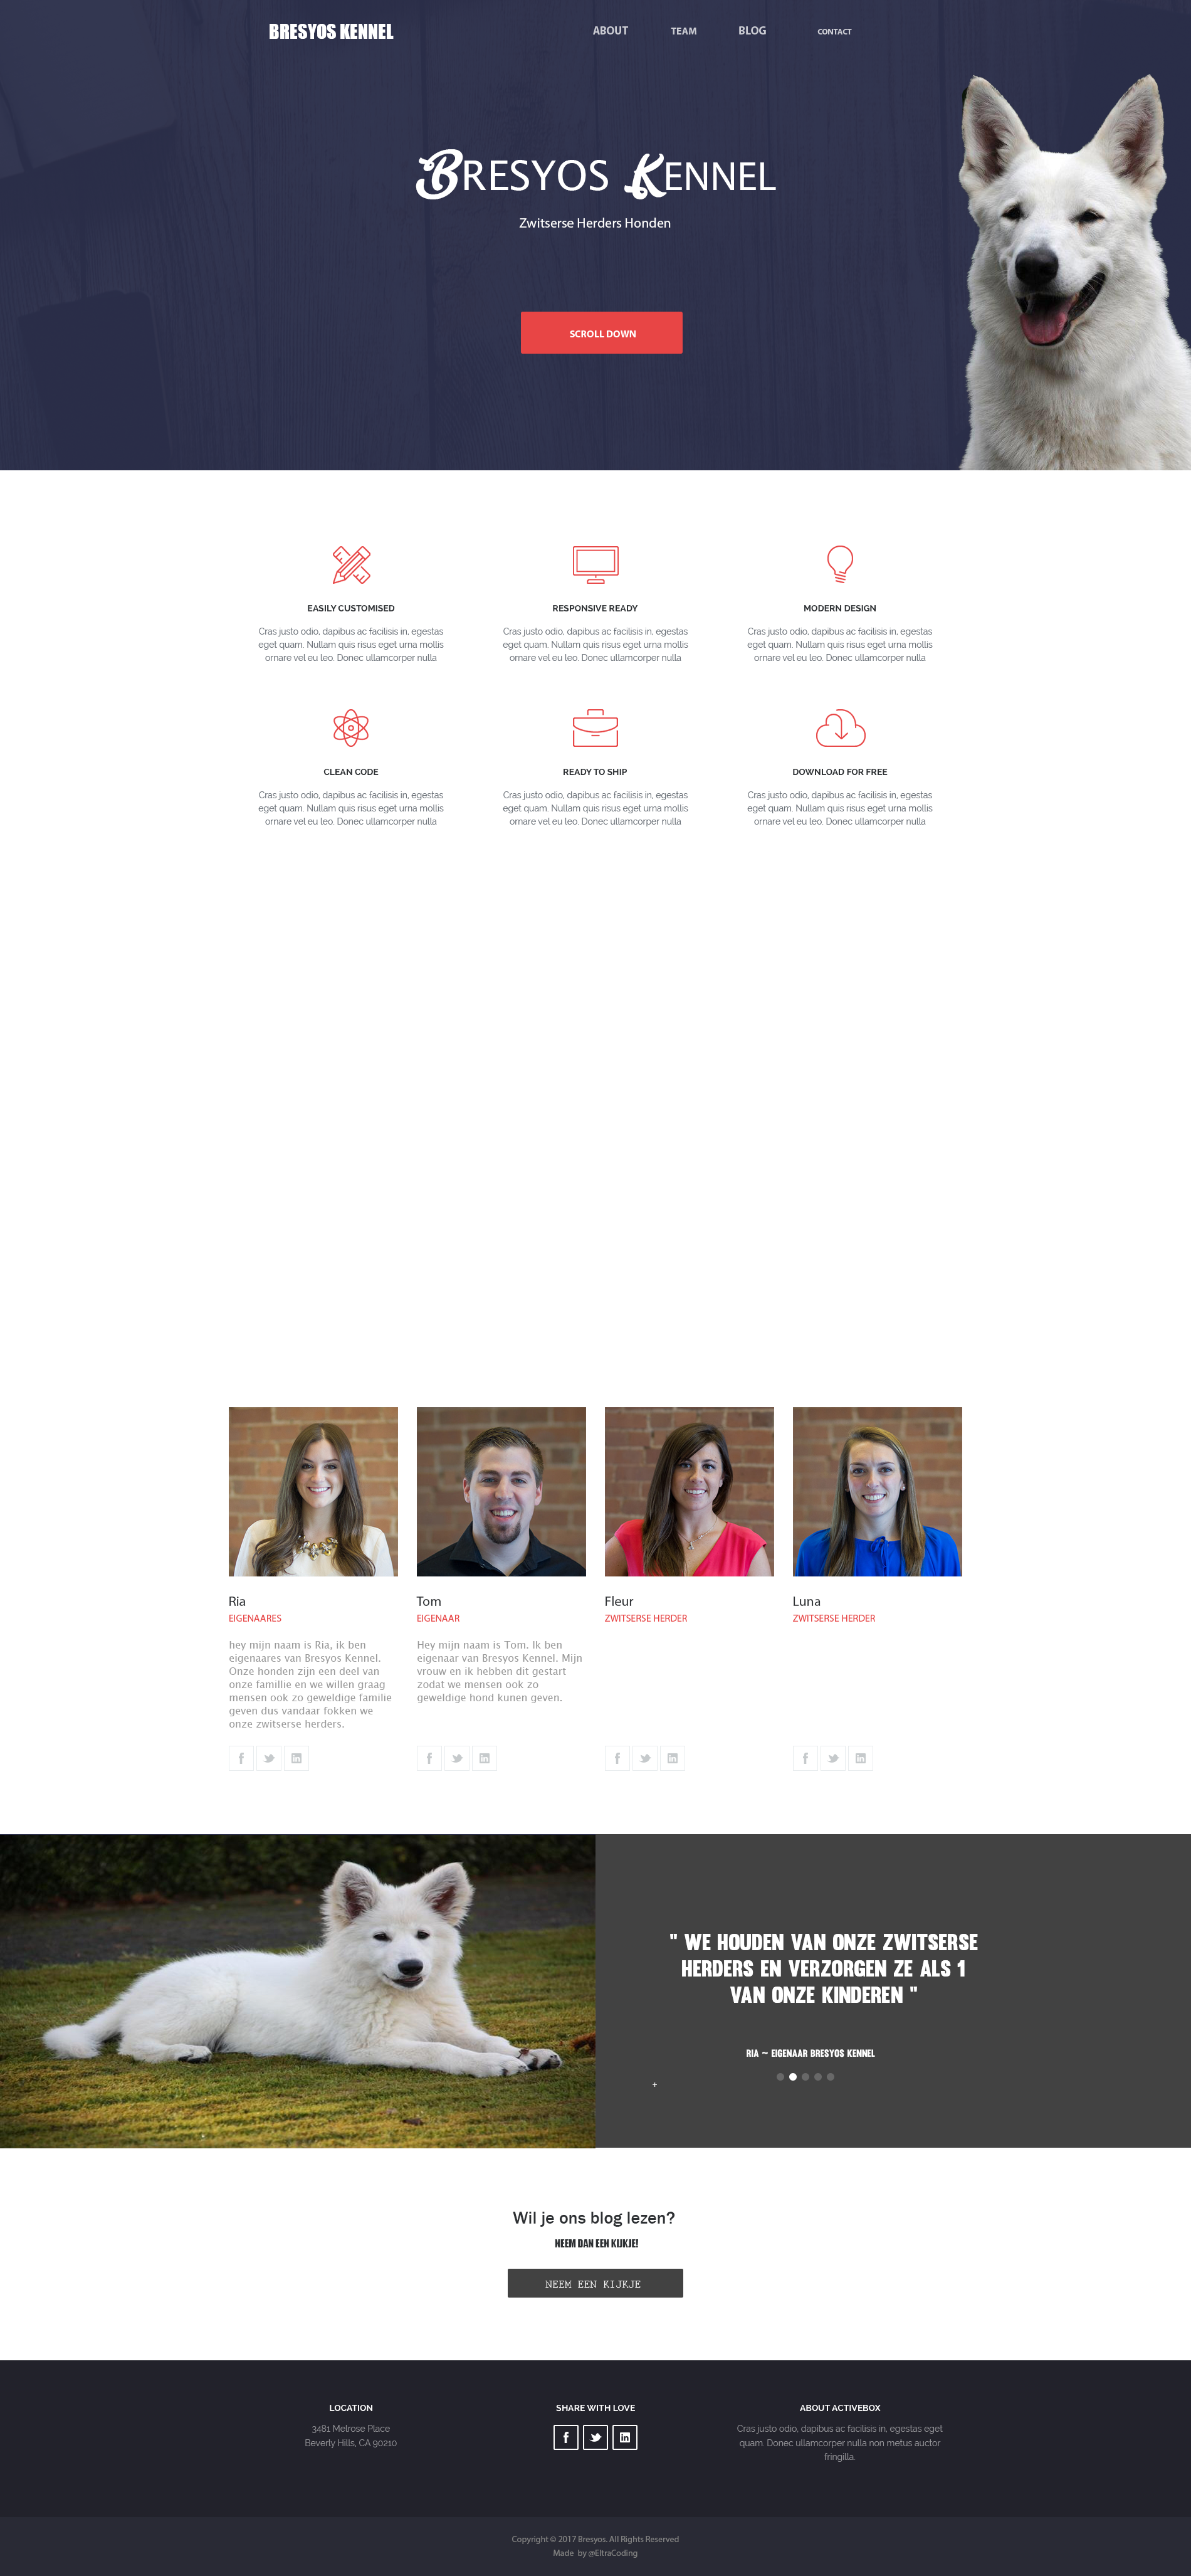 BRESYOS KENNEL
ABOUT
TEAM
BLOG
CONTACT
BRESYOS KENNEL
Zwitserse Herders Honden
SCROLL DOWN
EASILY CUSTOMISED
Cras justo odio, dapibus ac facilisis in, egestas
eget quam. Nullam quis risus eget urna mollis
ornare vel eu leo. Donec ullamcorper nulla
RESPONSIVE READY
Cras justo odio, dapibus ac facilisis in, egestas
eget quam. Nullam quis risus eget urna mollis
ornare vel eu leo. Donec ullamcorper nulla
MODERN DESIGN
Cras justo odio, dapibus ac facilisis in, egestas
eget quam. Nullam quis risus eget urna mollis
ornare vel eu leo. Donec ullamcorper nulla
CLEAN CODE
Cras justo odio, dapibus ac facilisis in, egestas
eget quam. Nullam quis risus eget urna mollis
ornare vel eu leo. Donec ullamcorper nulla
READY TO SHIP
Cras justo odio, dapibus ac facilisis in, egestas
eget quam. Nullam quis risus eget urna mollis
ornare vel eu leo. Donec ullamcorper nulla
DOWNLOAD FOR FREE
Cras justo odio, dapibus ac facilisis in, egestas
eget quam. Nullam quis risus eget urna mollis
ornare vel eu leo. Donec ullamcorper nulla
Ria
EIGENAARES
hey mijn naam is Ria, ik ben
eigenaares van Bresyos Kennel.
Onze honden zijn een deel van
onze famillie en we willen graag
mensen ook zo geweldige familie
geven dus vandaar fokken we
onze zwitserse herders.
Tom
EIGENAAR
Hey mijn naam is Tom. Ik ben
eigenaar van Bresyos Kennel. Mijn
vrouw en ik hebben dit gestart
zodat we mensen ook zo
geweldige hond kunen geven.
Fleur
ZWITSERSE HERDER
Luna
ZWITSERSE HERDER
" WE HOUDEN VAN ONZE ZWITSERSE
HERDERS EN VERZORGEN ZE ALS 1
VAN ONZE KINDEREN "
RIA ~ EIGENAAR BRESYOS KENNEL
+
Wil je ons blog lezen?
NEEM DAN EEN KIJKJE!
NEEM EEN KIJKJE
LOCATION
3481 Melrose Place
Beverly Hills, CA 90210
SHARE WITH LOVE
ABOUT ACTIVEBOX
Cras justo odio, dapibus ac facilisis in, egestas eget
quam. Donec ullamcorper nulla non metus auctor
fringilla.
Copyright © 2017 Bresyos. All Rights Reserved
Made by @EltraCoding